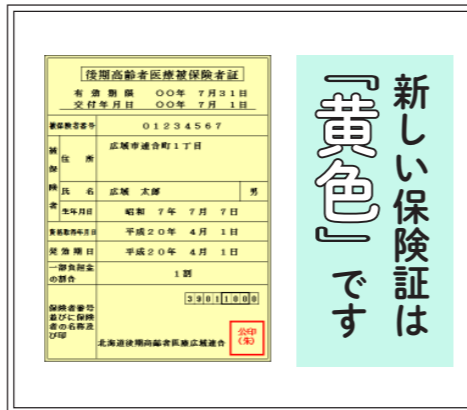 後期高齢者医療被保険者証
有効期限 〇〇年 7月31日
交付年月日 〇〇年 7月 1日
被保険者番号 01234567
被保険者
住所 広域市連合町1丁目
氏名 広域 太郎 男
生年月日 昭和 7年 7月 7日
資格取得年月日 平成20年 4月 1日
発効期日 平成20年 4月 1日
一部負担金
の割合 1割
保険者番号
並びに保険
者の名称及
び印
39011000
北海道後期高齢者医療広域連合
公印
(朱)
新しい保険証は
『黄色』です